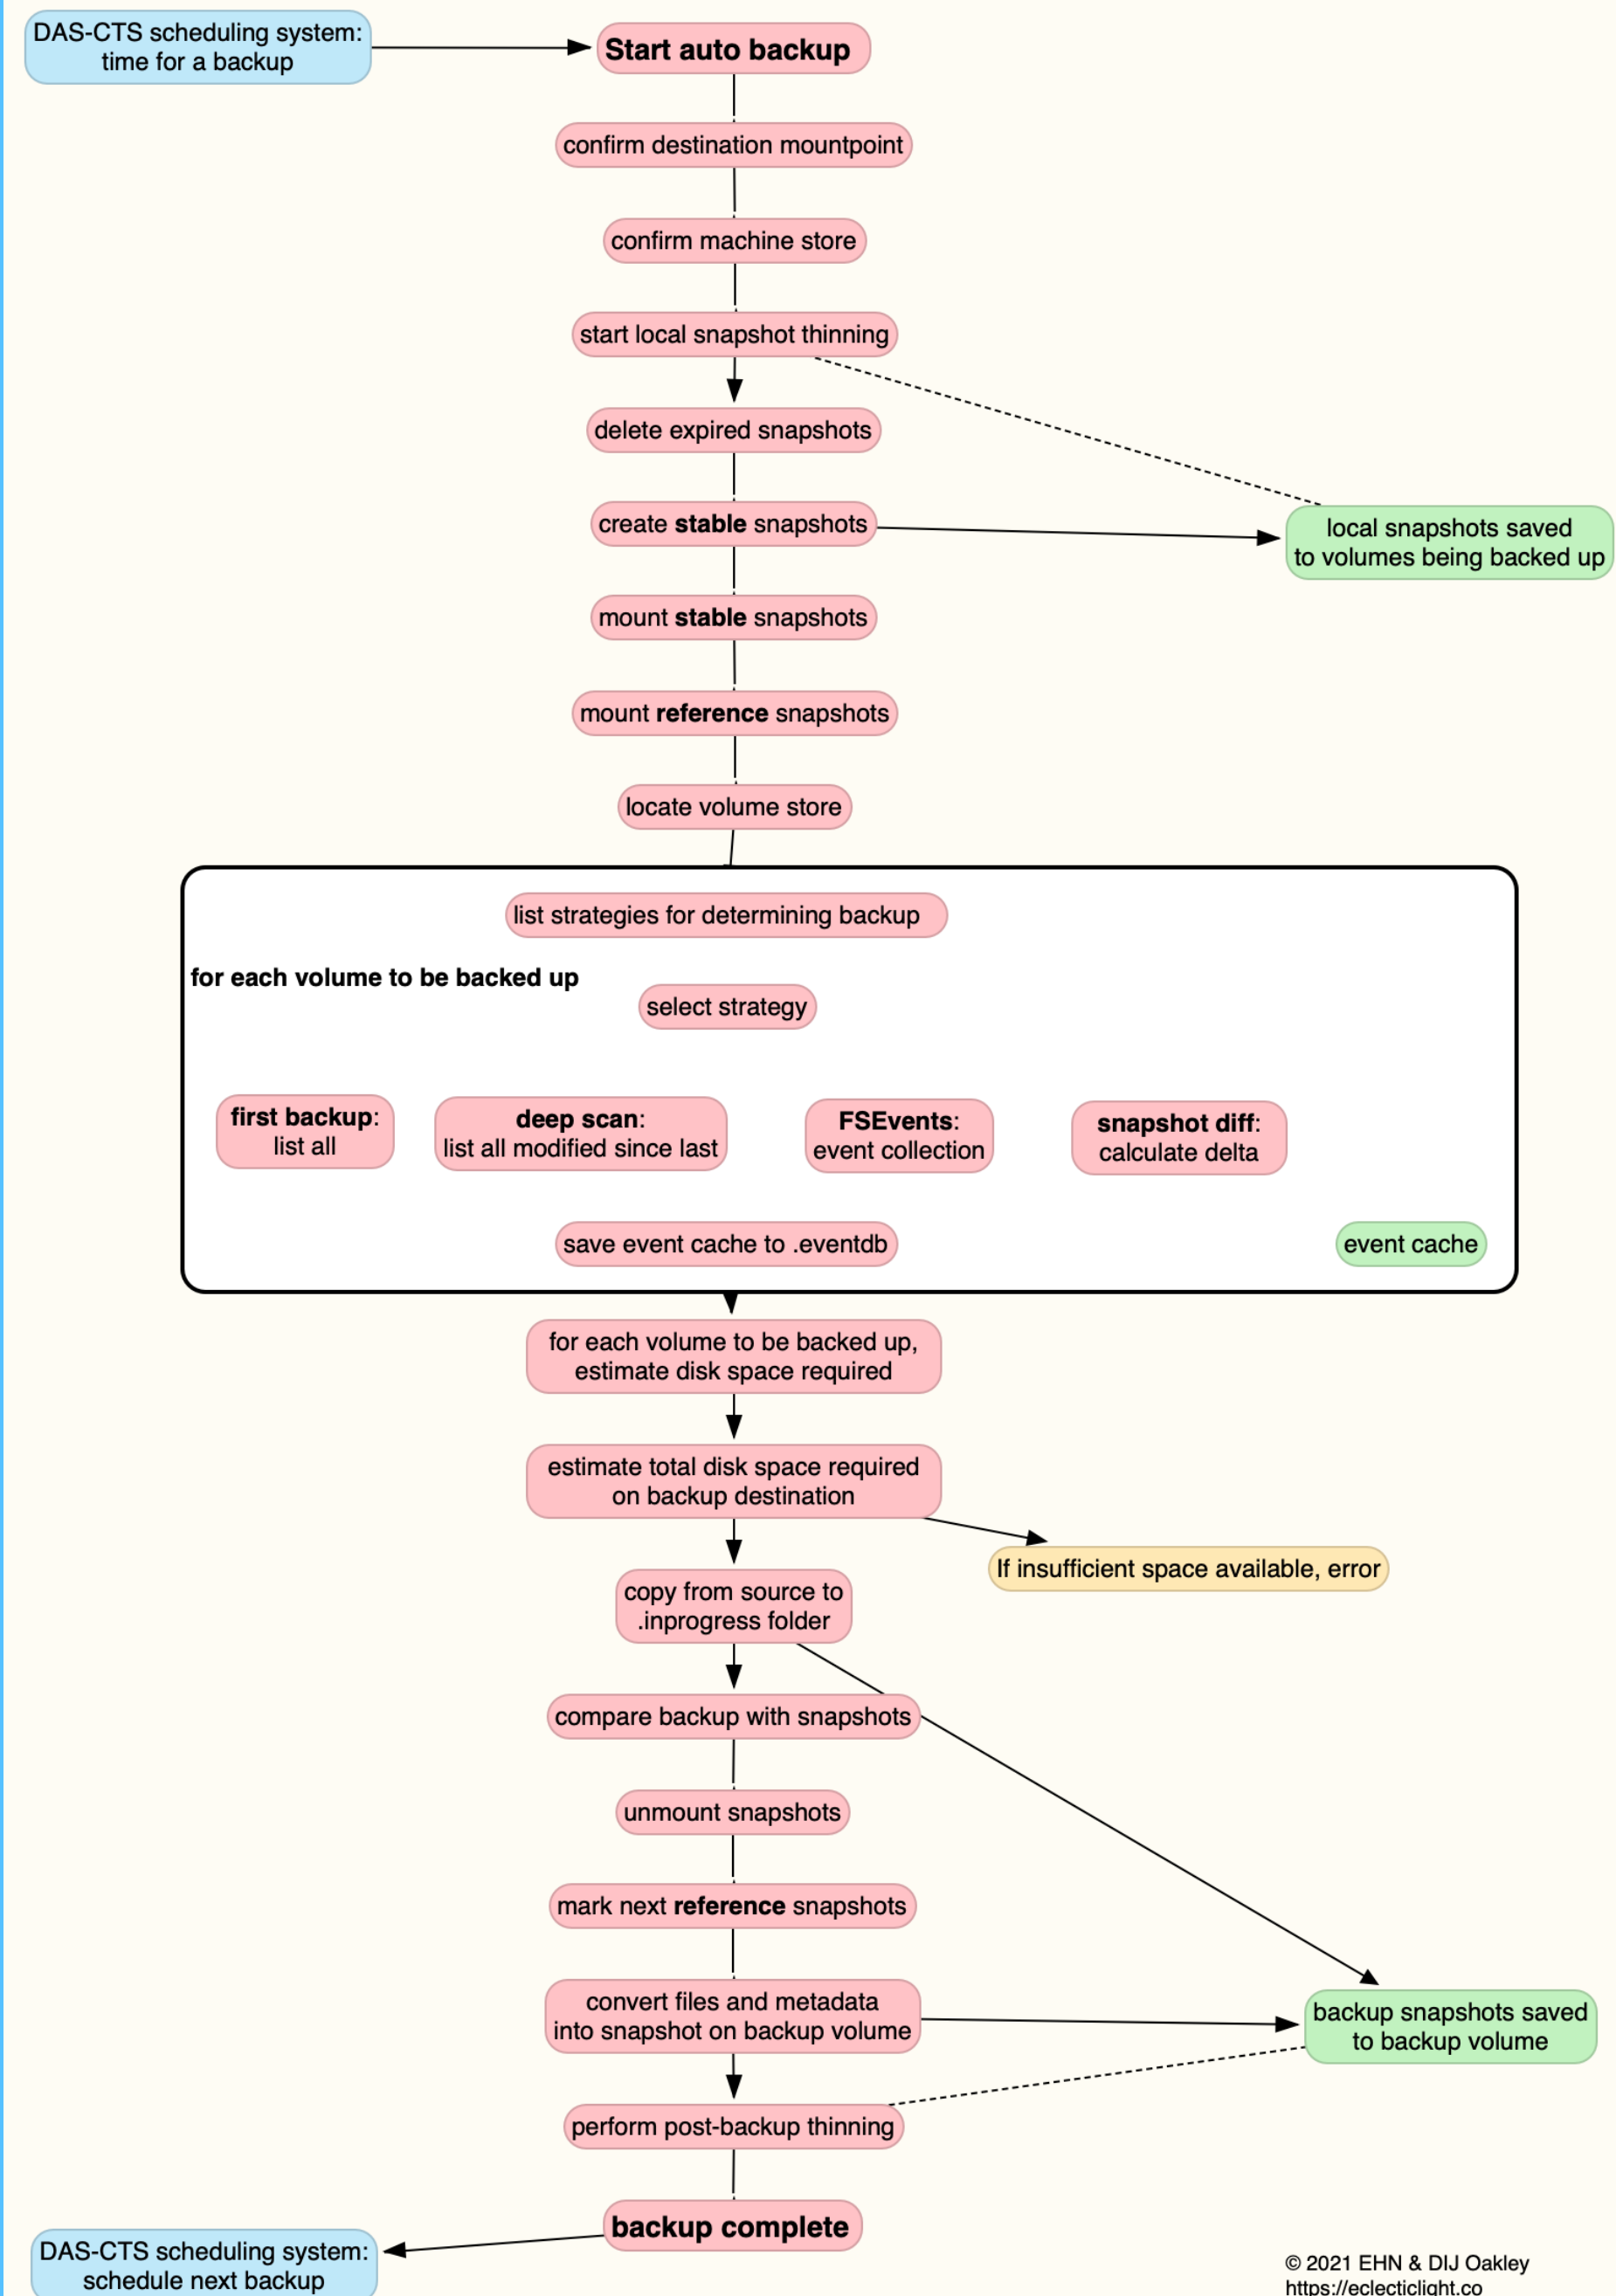 DAS-CTS scheduling system:
time for a backup
Start auto backup
confirm destination mountpoint
confirm machine store
start local snapshot thinning
delete expired snapshots
create stable snapshots
local snapshots saved
to volumes being backed up
mount stable snapshots
mount reference snapshots
locate volume store
list strategies for determining backup
for each volume to be backed up
select strategy
first backup:
list all
deep scan:
list all modified since last
FSEvents:
event collection
snapshot diff:
calculate delta
save event cache to .eventdb
event cache
for each volume to be backed up,
estimate disk space required
estimate total disk space required
on backup destination
If insufficient space available, error
copy from source to
.inprogress folder
compare backup with snapshots
unmount snapshots
mark next reference snapshots
convert files and metadata
into snapshot on backup volume
backup snapshots saved
to backup volume
perform post-backup thinning
backup complete
DAS-CTS scheduling system:
schedule next backup
© 2021 EHN & DIJ Oakley
https://eclecticlight.co